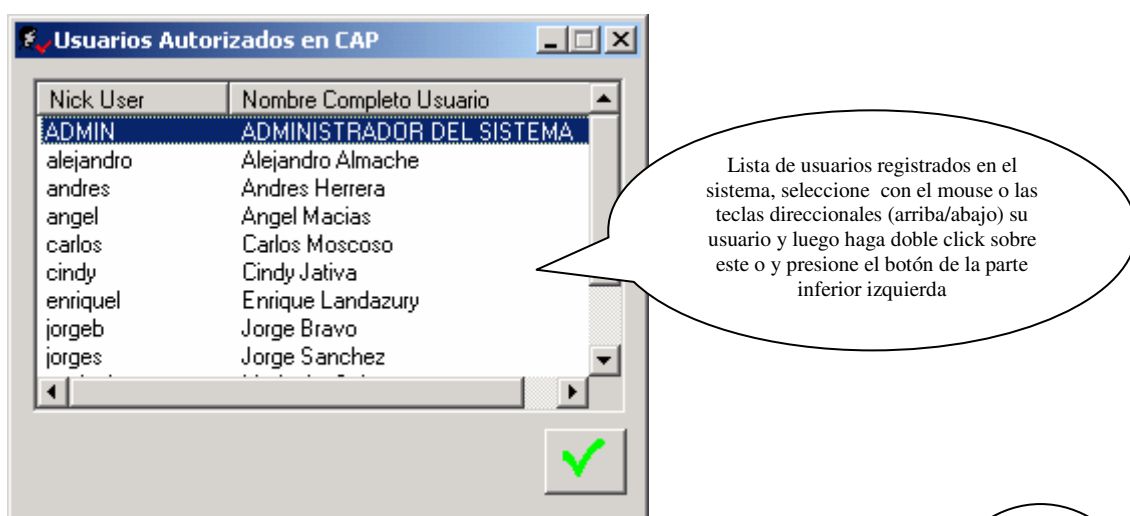 Usuarios Autorizados en CAP
Nick User Nombre Completo Usuario
ADMIN ADMINISTRADOR DEL SISTEMA
alejandro Alejandro Almache
andres Andres Herrera
angel Angel Macias
carlos Carlos Moscoso
cindy Cindy Jativa
enriquel Enrique Landazury
jorgeb Jorge Bravo
jorges Jorge Sanchez
Lista de usuarios registrados en el
sistema, seleccione con el mouse o las
teclas direccionales (arriba/abajo) su
usuario y luego haga doble click sobre
este o y presione el botón de la parte
inferior izquierda